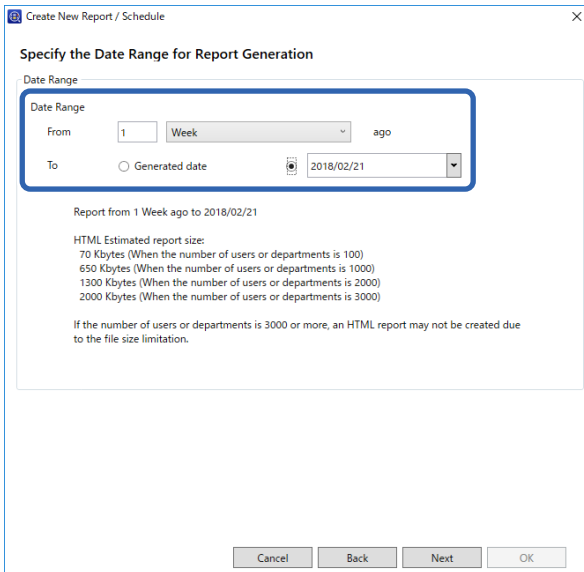 Create New Report / Schedule
Specify the Date Range for Report Generation
Date Range
Date Range
From 1 Week ago
To Generated date 2018/02/21
Report from 1 Week ago to 2018/02/21
HTML Estimated report size:
70 Kbytes (When the number of users or departments is 100)
650 Kbytes (When the number of users or departments is 1000)
1300 Kbytes (When the number of users or departments is 2000)
2000 Kbytes (When the number of users or departments is 3000)
If the number of users or departments is 3000 or more, an HTML report may not be created due
to the file size limitation.
Cancel Back Next OK